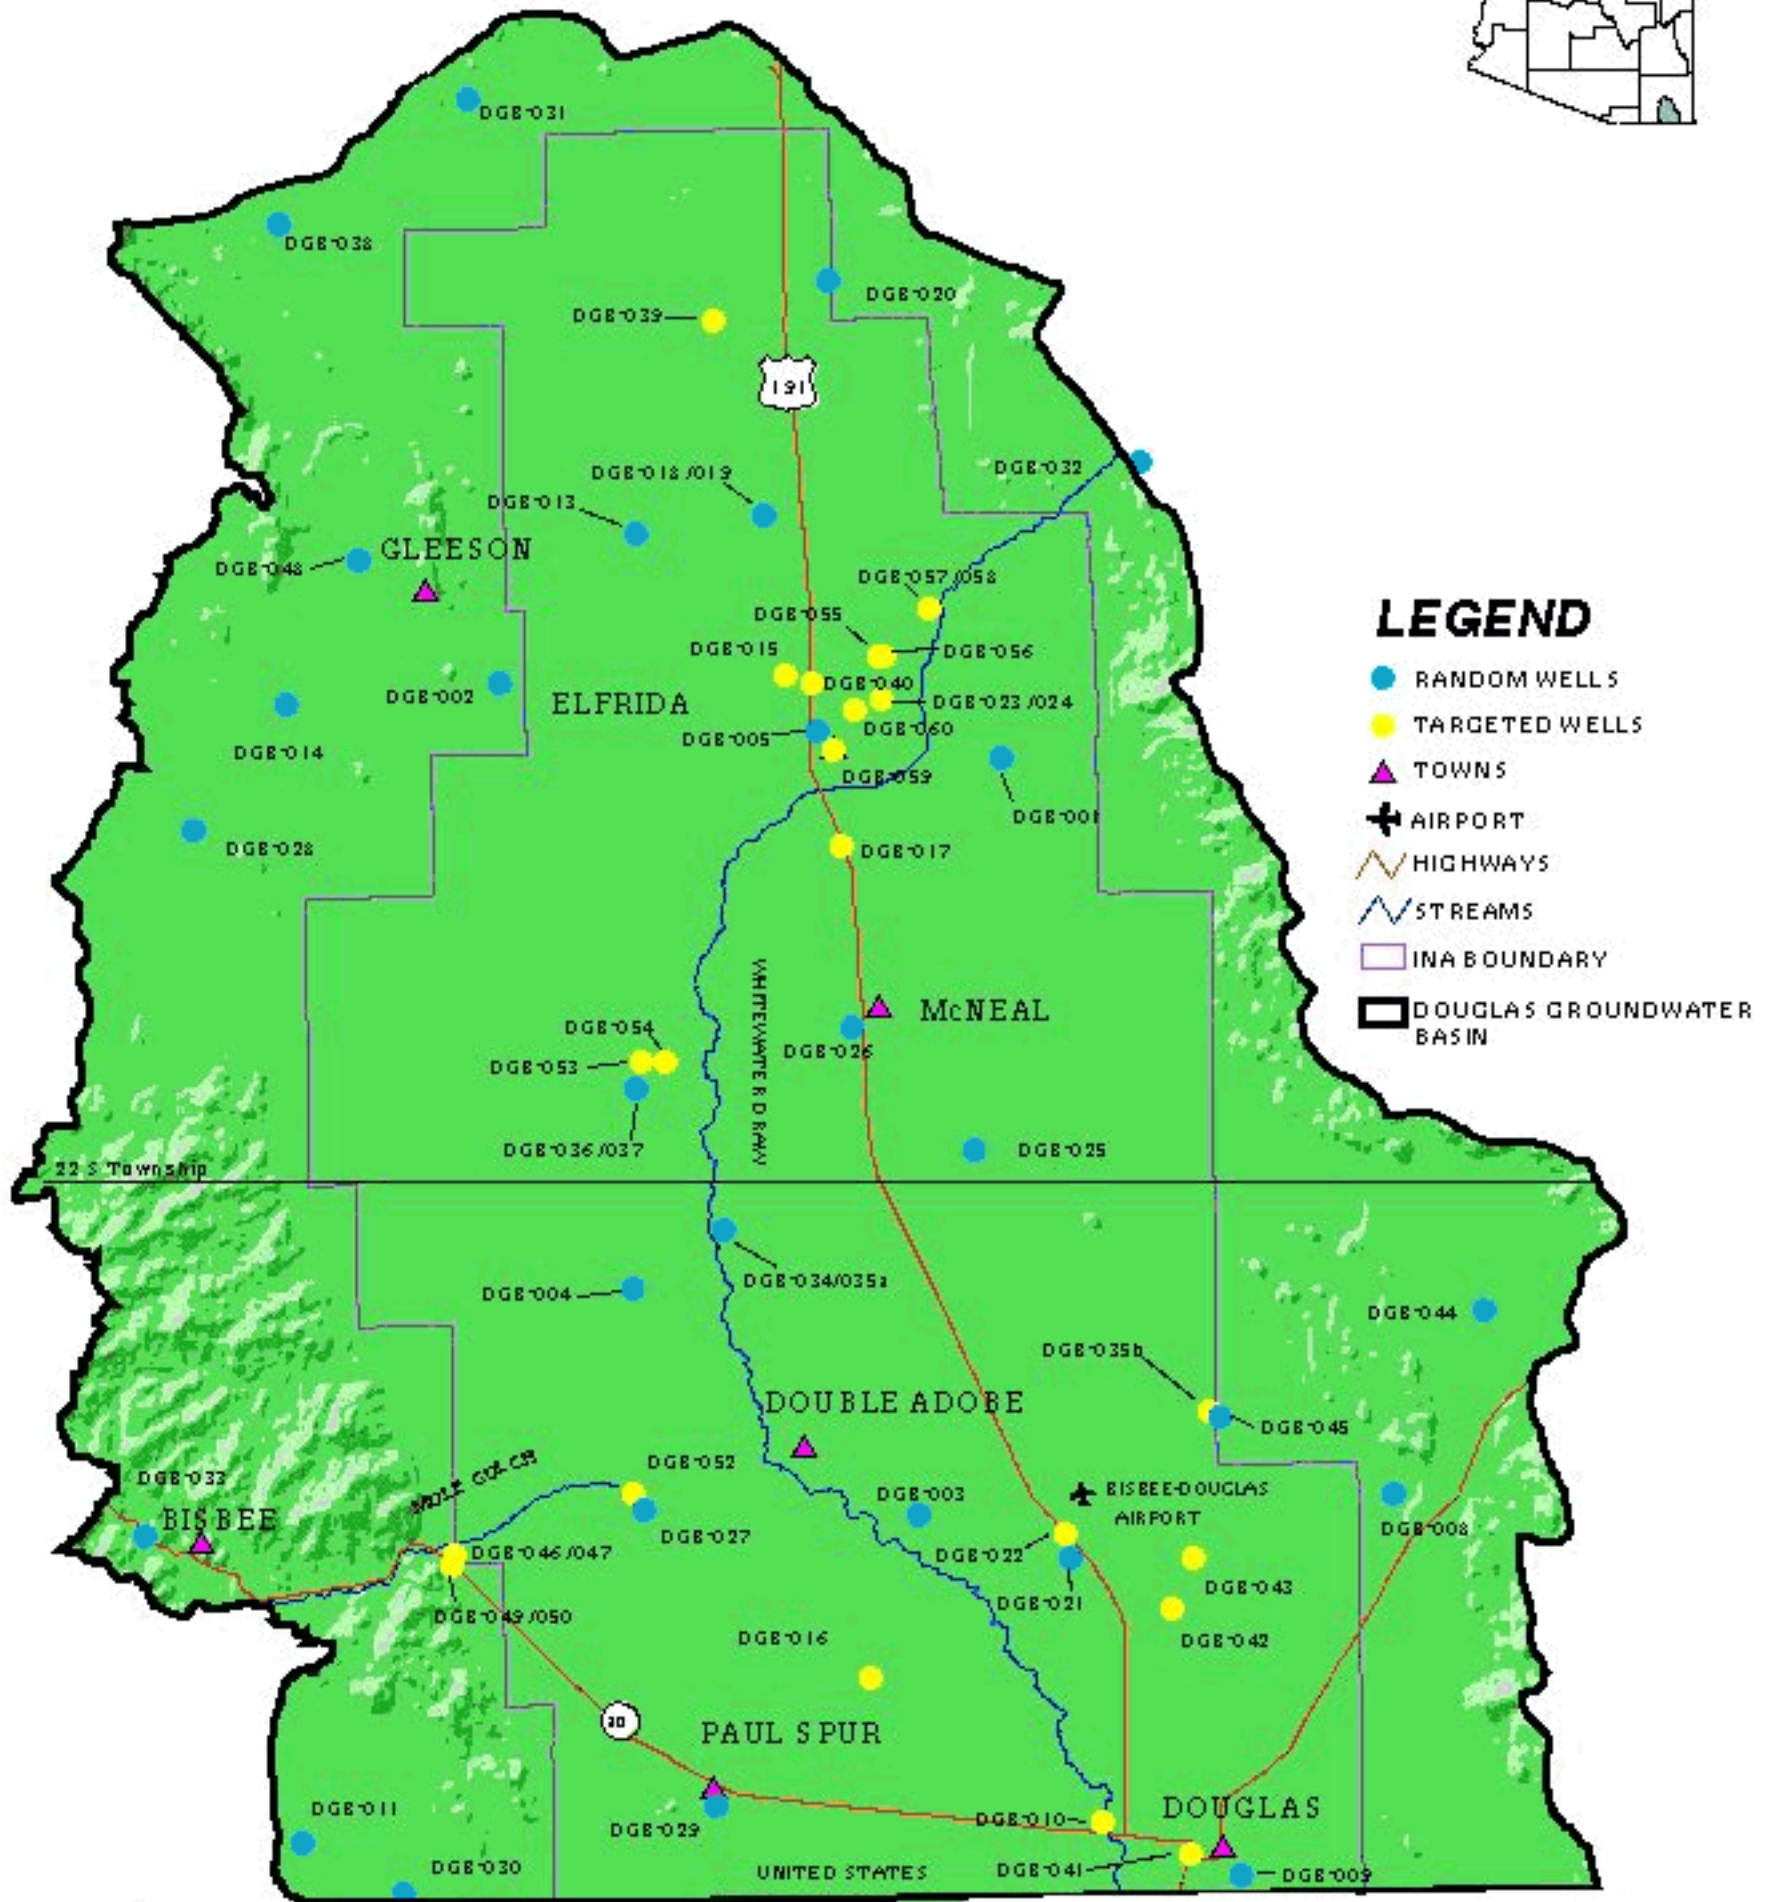 DGB-031
DGB-038
DGB-020
DGB-039
191
DGB-018/019
DGB-032
DGB-013
GLEESON
DGB-048
DGB-057/058
DGB-055
DGB-015
DGB-056
DGB-040
DGB-002
ELFRIDA
DGB-023/024
DGB-060
DGB-005
DGB-014
DGB-059
DGB-001
DGB-028
DGB-017
WHITEWATER DRAW
McNEAL
DGB-054
DGB-026
DGB-053
DGB-036/037
DGB-025
22 S Township
DGB-034/035a
DGB-004
DGB-044
DGB-035b
DOUBLE ADOBE
DGB-045
MULE GULCH
DGB-052
DGB-033
BISBEE
DGB-003
BISBEE-DOUGLAS
AIRPORT
DGB-027
DGB-008
DGB-046/047
DGB-022
DGB-043
DGB-021
DGB-049/050
DGB-016
DGB-042
80
PAUL SPUR
DGB-011
DGB-029
DGB-010
DOUGLAS
DGB-030
UNITED STATES
DGB-041
DGB-009
LEGEND
RANDOM WELLS
TARGETED WELLS
TOWNS
AIRPORT
HIGHWAYS
STREAMS
INA BOUNDARY
DOUGLAS GROUNDWATER
BASIN